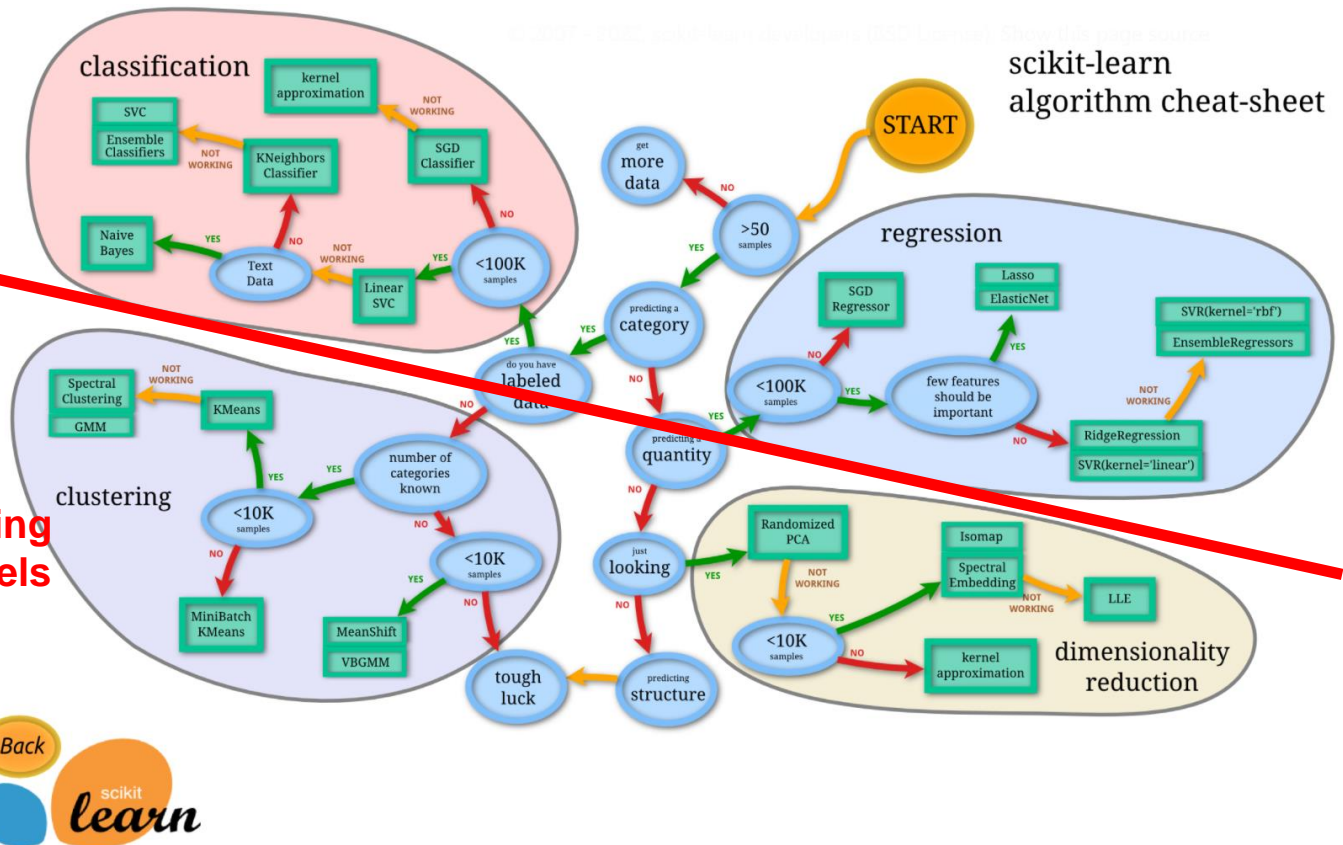 scikit-learn
algorithm cheat-sheet
START
classification
kernel
approximation
NOT
WORKING
SVC
Ensemble
Classifiers
NOT
WORKING
KNeighbors
Classifier
SGD
Classifier
NO
Naive
Bayes
YES
Text
Data
NO
NOT
WORKING
Linear
SVC
YES
<100K
samples
get
more
data
NO
>50
samples
YES
predicting a
category
YES
NO
YES
do you have
labeled
data
NO
predicting a
quantity
YES
NO
regression
SGD
Regressor
NO
<100K
samples
YES
Lasso
ElasticNet
YES
few features
should be
important
NO
SVR(kernel='rbf')
EnsembleRegressors
NOT
WORKING
RidgeRegression
SVR(kernel='linear')
clustering
Spectral
Clustering
GMM
NOT
WORKING
KMeans
YES
number of
categories
known
YES
NO
<10K
samples
NO
MiniBatch
KMeans
<10K
samples
YES
NO
MeanShift
VBGMM
ing
els
just
looking
YES
NO
predicting
structure
tough
luck
Randomized
PCA
NOT
WORKING
<10K
samples
YES
NO
Isomap
Spectral
Embedding
NOT
WORKING
LLE
kernel
approximation
dimensionality
reduction
Back
scikit
learn